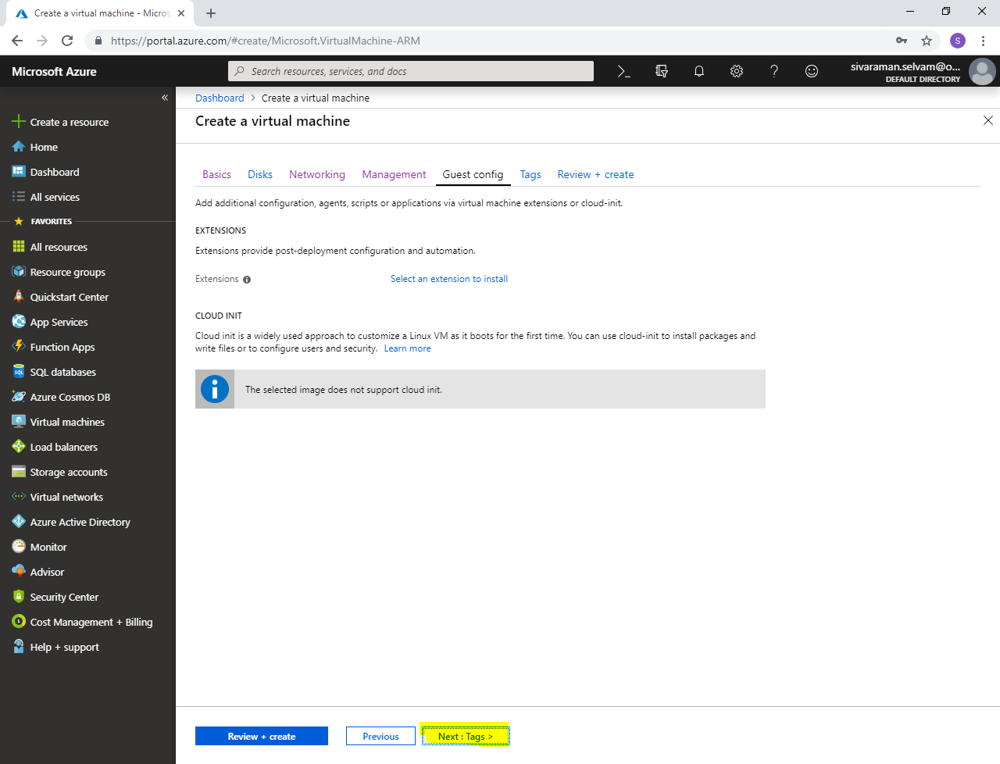 Create a virtual machine - Micros
https://portal.azure.com/#create/Microsoft.VirtualMachine-ARM
S
Microsoft Azure
Search resources, services, and docs
sivaraman.selvam@o...
DEFAULT DIRECTORY
Create a resource
Home
Dashboard
All services
FAVORITES
All resources
Resource groups
Quickstart Center
App Services
Function Apps
SQL databases
Azure Cosmos DB
Virtual machines
Load balancers
Storage accounts
Virtual networks
Azure Active Directory
Monitor
Advisor
Security Center
Cost Management + Billing
Help + support
Dashboard > Create a virtual machine
Create a virtual machine
Basics Disks Networking Management Guest config Tags Review + create
Add additional configuration, agents, scripts or applications via virtual machine extensions or cloud-init.
EXTENSIONS
Extensions provide post-deployment configuration and automation.
Extensions Select an extension to install
CLOUD INIT
Cloud init is a widely used approach to customize a Linux VM as it boots for the first time. You can use cloud-init to install packages and
write files or to configure users and security. Learn more
The selected image does not support cloud init.
Review + create Previous Next : Tags >